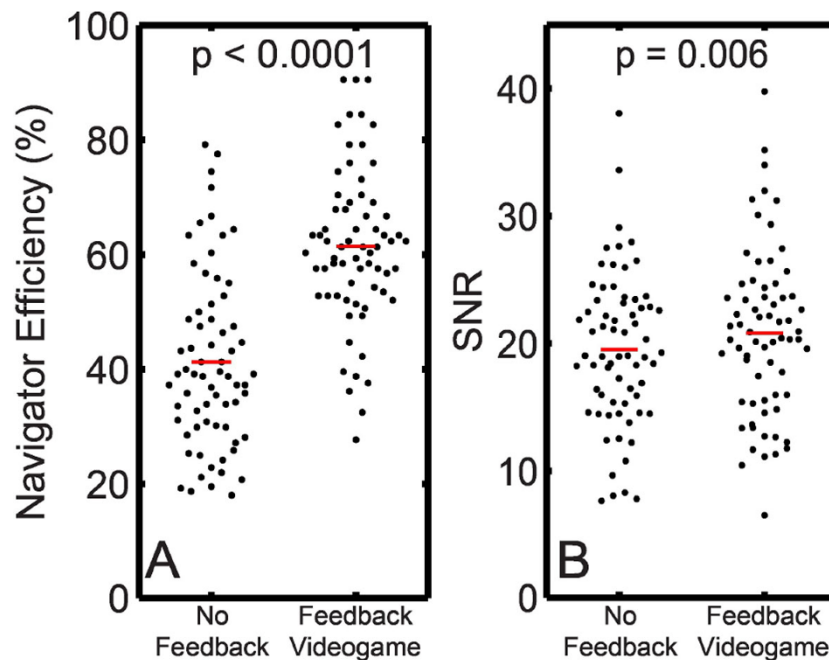 p < 0.0001
Navigator Efficiency (%)
100
80
60
40
20
0
A
No
Feedback
Feedback
Videogame
p = 0.006
SNR
40
30
20
10
0
B
No
Feedback
Feedback
Videogame